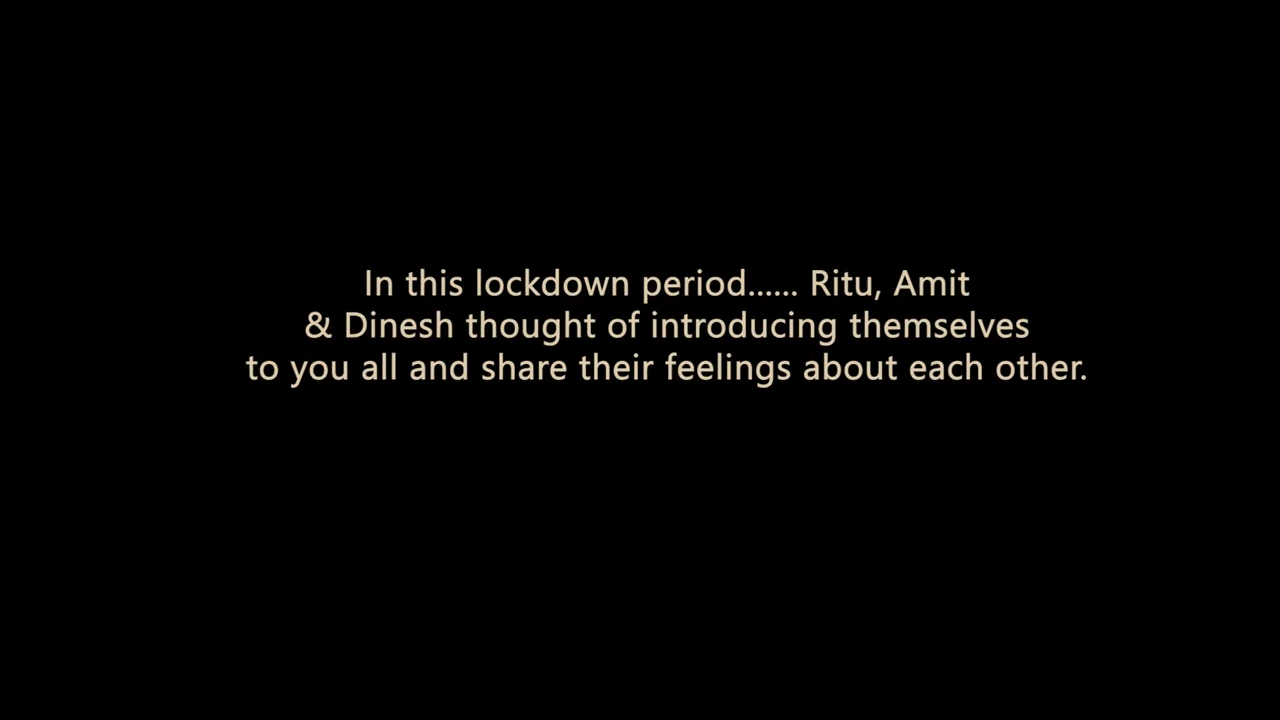 In this lockdown period...... Ritu, Amit
& Dinesh thought of introducing themselves
to you all and share their feelings about each other.